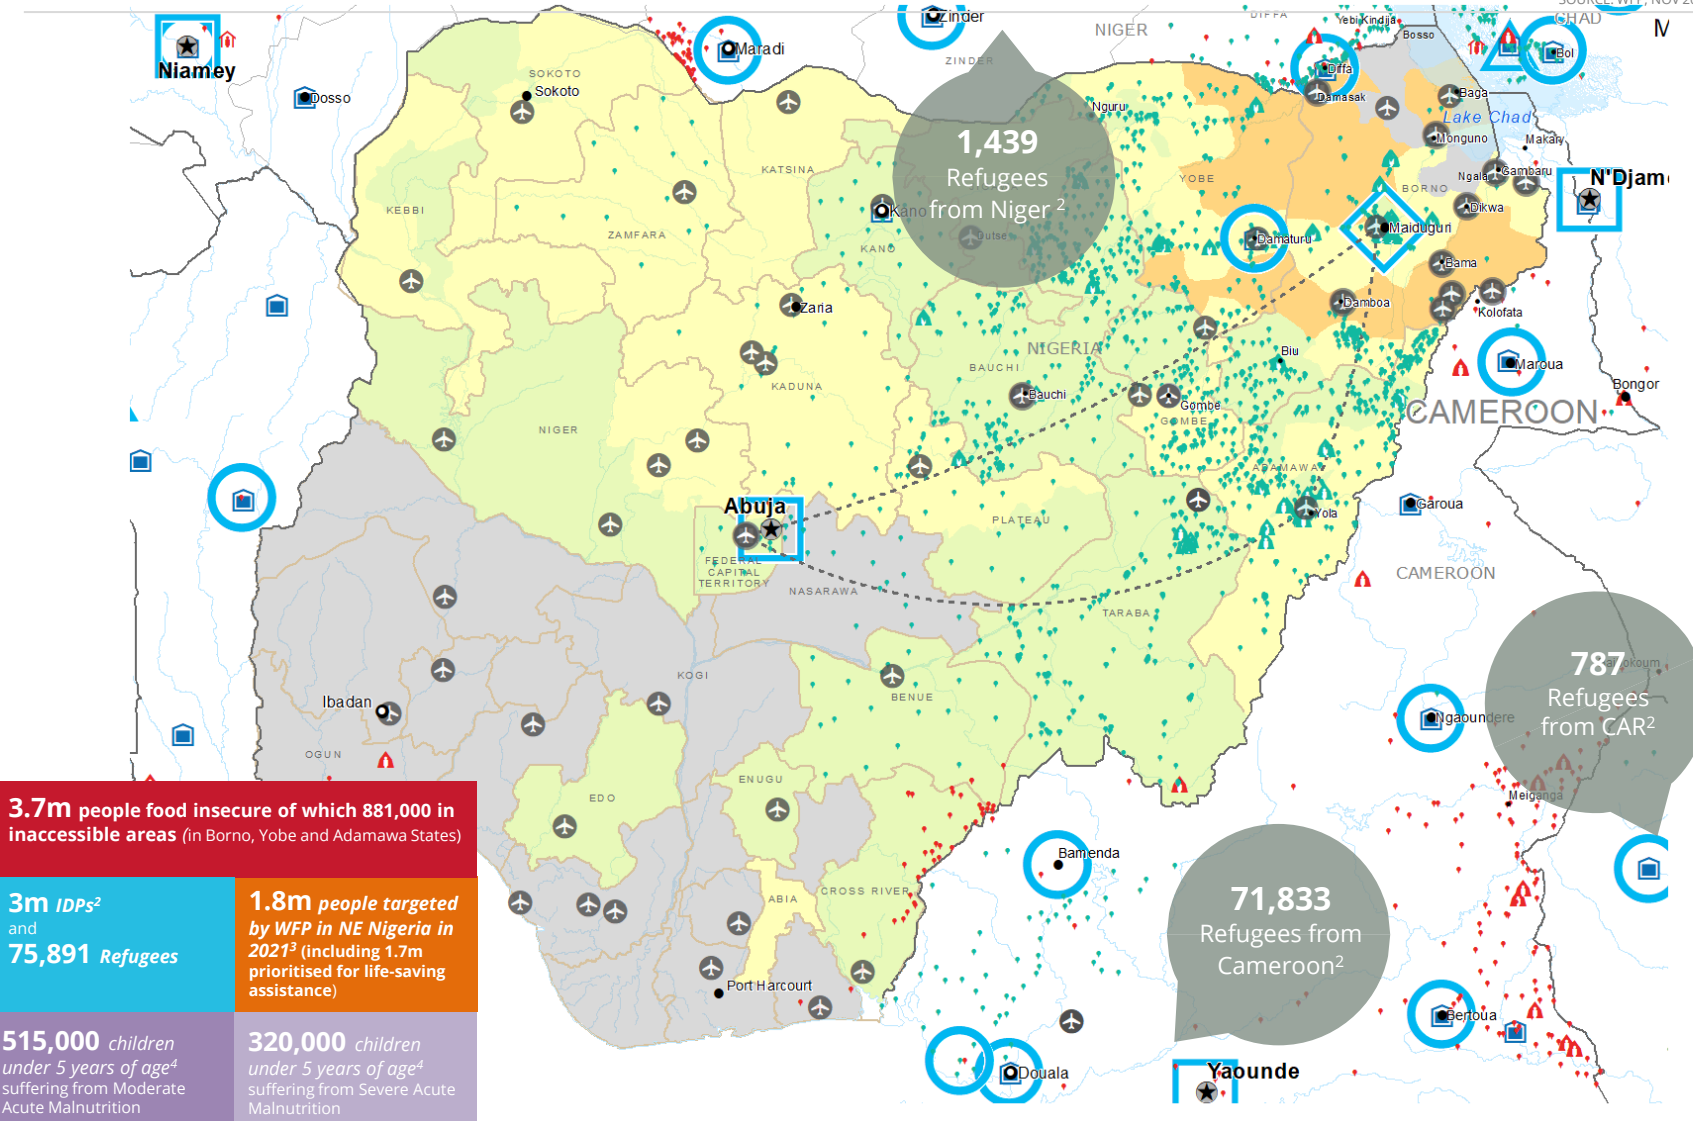 SOURCE: WFP, NOV 20
Zinder
DIFFA
Yebi Kindija
CHAD
M
NIGER
Bosso
Maradi
Niamey
ZINDER
Diffa
Bol
SOKOTO
Sokoto
Dosso
Damasak
Baga
Nguru
Lake Chad
Monguno
Makary
1,439
Refugees
from Niger 2
KATSINA
YOBE
BORNO
Ngala
Gambaru
N'Djam
KEBBI
Kano
Dikwa
ZAMFARA
KANO
Dutse
Damaturu
Maiduguri
Bama
Zaria
Damboa
Kolofata
NIGERIA
Biu
BAUCHI
Maroua
KADUNA
Bauchi
Bongor
Gombe
CAMEROON
NIGER
GOMBE
ADAMAWA
Abuja
Garoua
PLATEAU
Yola
FEDERAL
CAPITAL
TERRITORY
NASARAWA
CAMEROON
TARABA
787
Refugees
from CAR2
KOGI
BENUE
Ibadan
Ngaoundere
OGUN
ENUGU
EDO
Meiganga
3.7m people food insecure of which 881,000 in
inaccessible areas (in Borno, Yobe and Adamawa States)
Bamenda
CROSS RIVER
ABIA
71,833
Refugees from
Cameroon2
3m IDPs2
and
75,891 Refugees
1.8m people targeted
by WFP in NE Nigeria in
20213 (including 1.7m
prioritised for life-saving
assistance)
Port Harcourt
Bertoua
515,000 children
under 5 years of age4
suffering from Moderate
Acute Malnutrition
320,000 children
under 5 years of age4
suffering from Severe Acute
Malnutrition
Douala
Yaounde